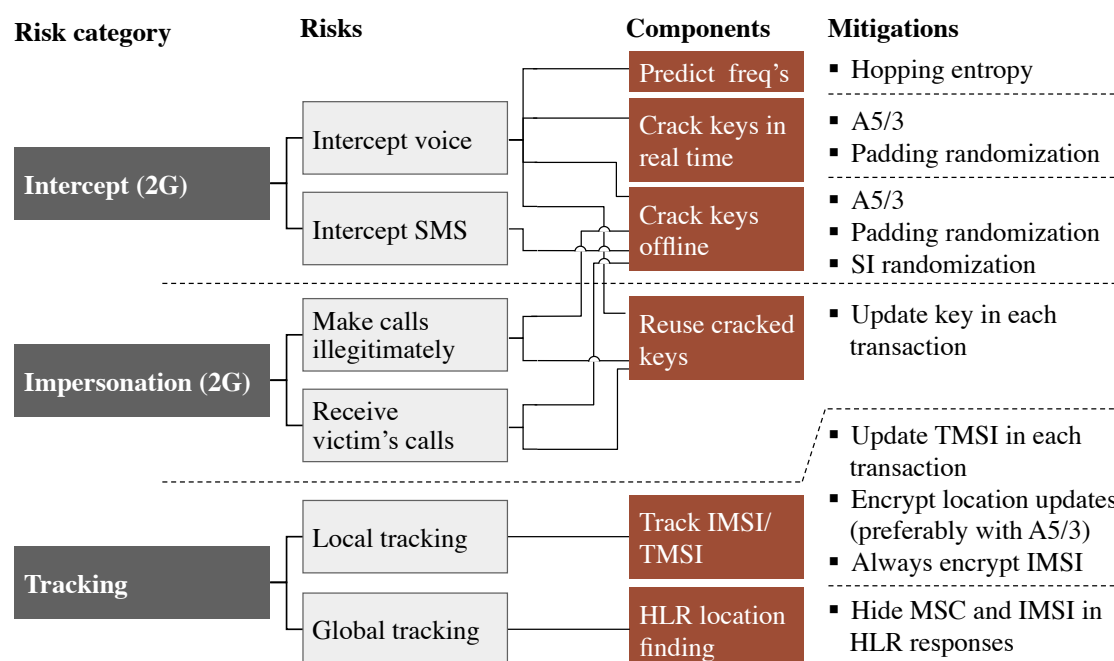 Risk category
Risks
Components
Mitigations
Intercept (2G)
Intercept voice
Intercept SMS
Predict freq's
Crack keys in
real time
Crack keys
offline
▪ Hopping entropy
▪ A5/3
▪ Padding randomization
▪ A5/3
▪ Padding randomization
▪ SI randomization
Impersonation (2G)
Make calls
illegitimately
Receive
victim's calls
Reuse cracked
keys
▪ Update key in each
transaction
Tracking
Local tracking
Global tracking
Track IMSI/
TMSI
HLR location
finding
▪ Update TMSI in each
transaction
▪ Encrypt location updates
(preferably with A5/3)
▪ Always encrypt IMSI
▪ Hide MSC and IMSI in
HLR responses